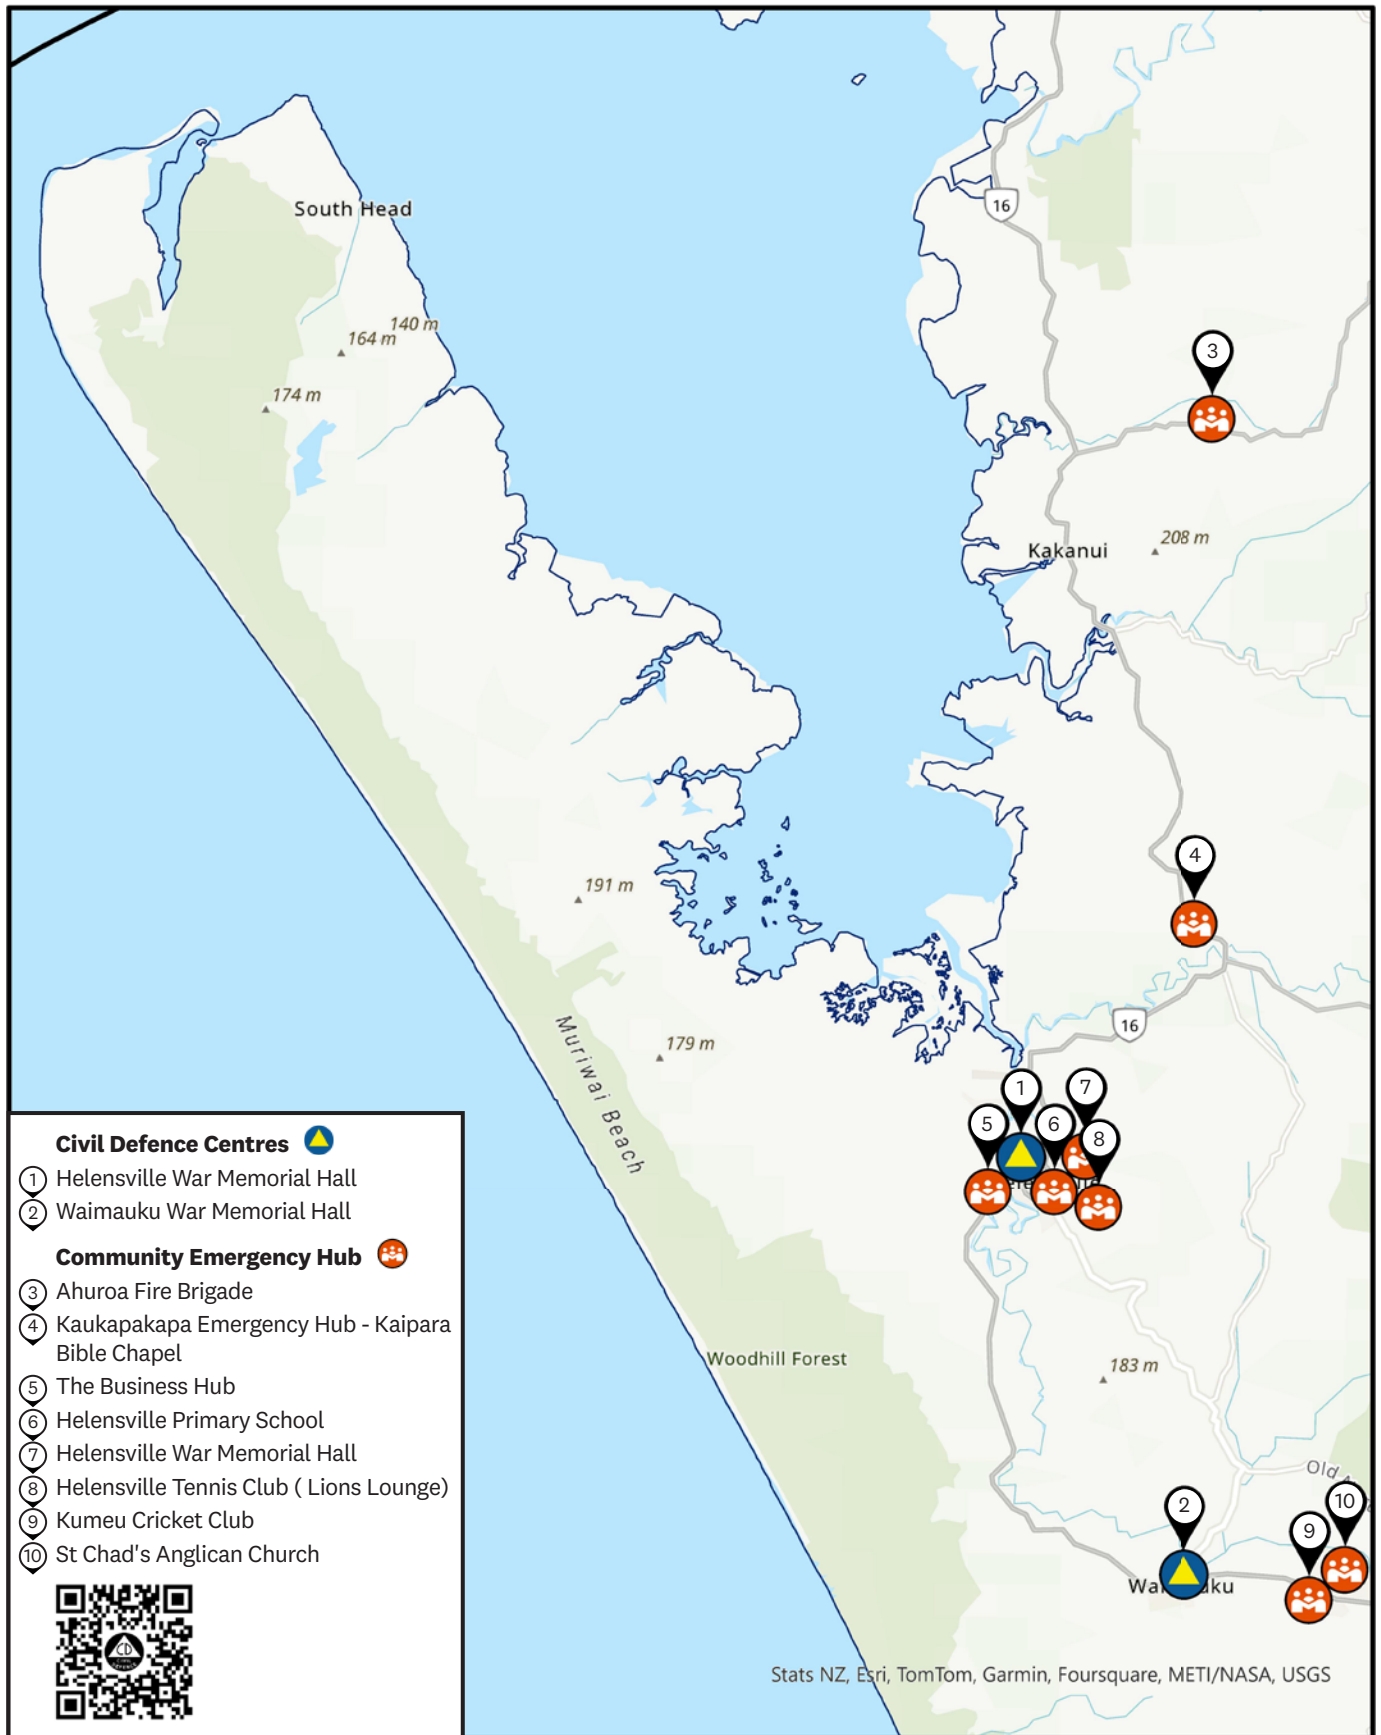 South Head
16
140 m
164 m
174 m
3
Kakanui
208 m
4
191 m
16
Muriwai Beach
179 m
1
7
5
6
8
Woodhill Forest
183 m
Old
10
2
9
Stats NZ, Esri, TomTom, Garmin, Foursquare, METI/NASA, USGS
Civil Defence Centres
1 Helensville War Memorial Hall
2 Waimauku War Memorial Hall
Community Emergency Hub
3 Ahuroa Fire Brigade
4 Kaukapakapa Emergency Hub - Kaipara
Bible Chapel
5 The Business Hub
6 Helensville Primary School
7 Helensville War Memorial Hall
8 Helensville Tennis Club ( Lions Lounge)
9 Kumeu Cricket Club
10 St Chad's Anglican Church
CD